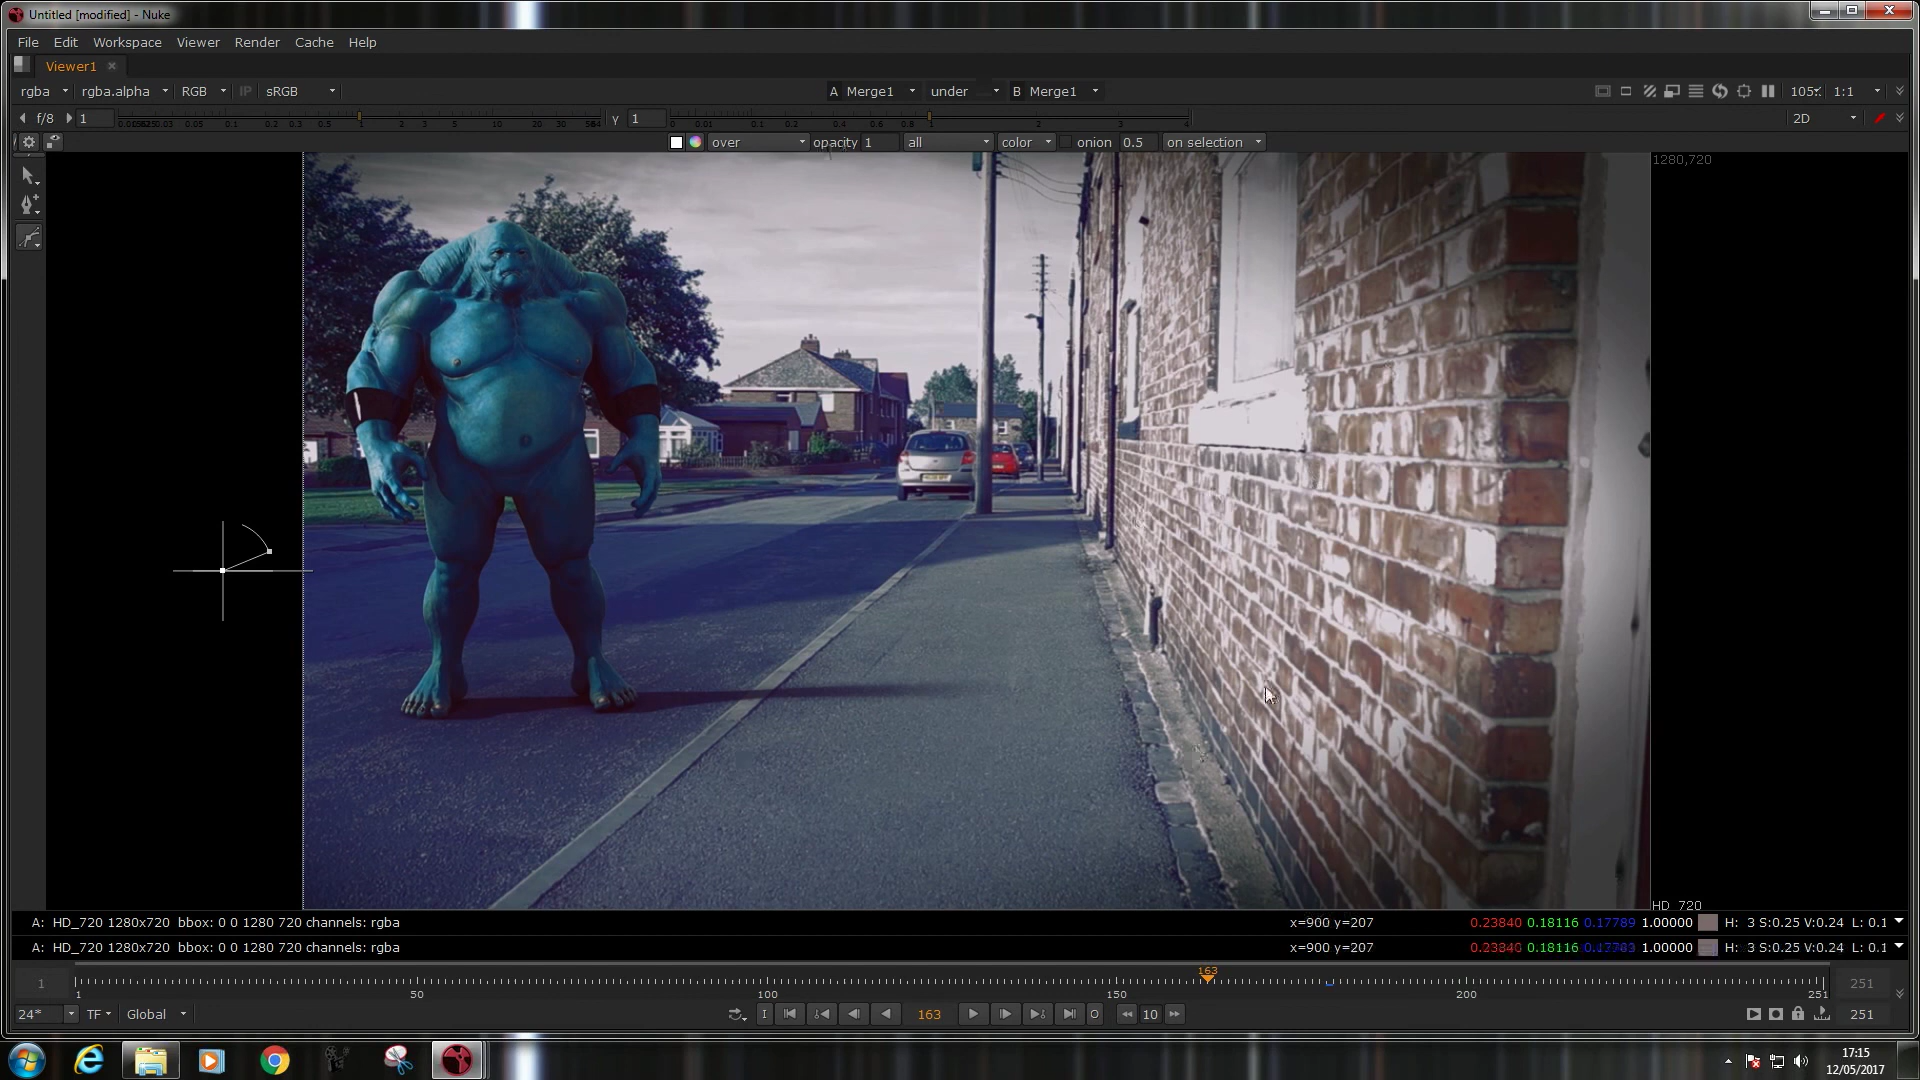 Untitled [modified] - Nuke
File Edit Workspace Viewer Render Cache Help
Viewer1
rgba rgba.alpha RGB IP sRGB A Merge1 under B Merge1 1:1
f/8 1 γ 1 2D
over opacity 1 all color onion 0.5 on selection
1280,720
HD_720
A: HD_720 1280x720 bbox: 0 0 1280 720 channels: rgba x=900 y=207 0.23840 0.18116 0.17789 1.00000 H: 3 S:0.25 V:0.24 L: 0.1
A: HD_720 1280x720 bbox: 0 0 1280 720 channels: rgba x=900 y=207 0.23840 0.18116 1.00000 H: 3 S:0.25 V:0.24 L: 0.1
163
1 251
1 50 100 150 200 251
24* TF Global I 163 O 10 251
17:15
12/05/2017